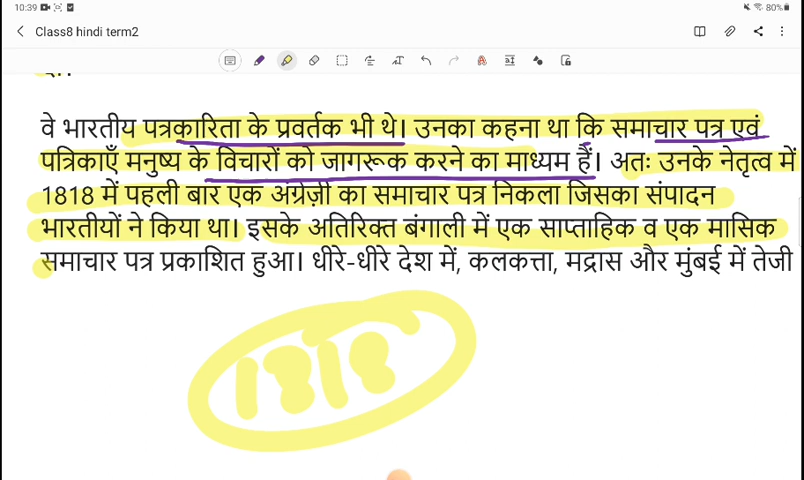 10:39
80%
Class8 hindi term2
वे भारतीय पत्रकारिता के प्रवर्तक भी थे। उनका कहना था कि समाचार पत्र एवं
पत्रिकाएँ मनुष्य के विचारों को जागरूक करने का माध्यम हैं। अतः उनके नेतृत्व में
1818 में पहली बार एक अंग्रेज़ी का समाचार पत्र निकला जिसका संपादन
भारतीयों ने किया था। इसके अतिरिक्त बंगाली में एक साप्ताहिक व एक मासिक
समाचार पत्र प्रकाशित हुआ। धीरे-धीरे देश में, कलकत्ता, मद्रास और मुंबई में तेजी
1818